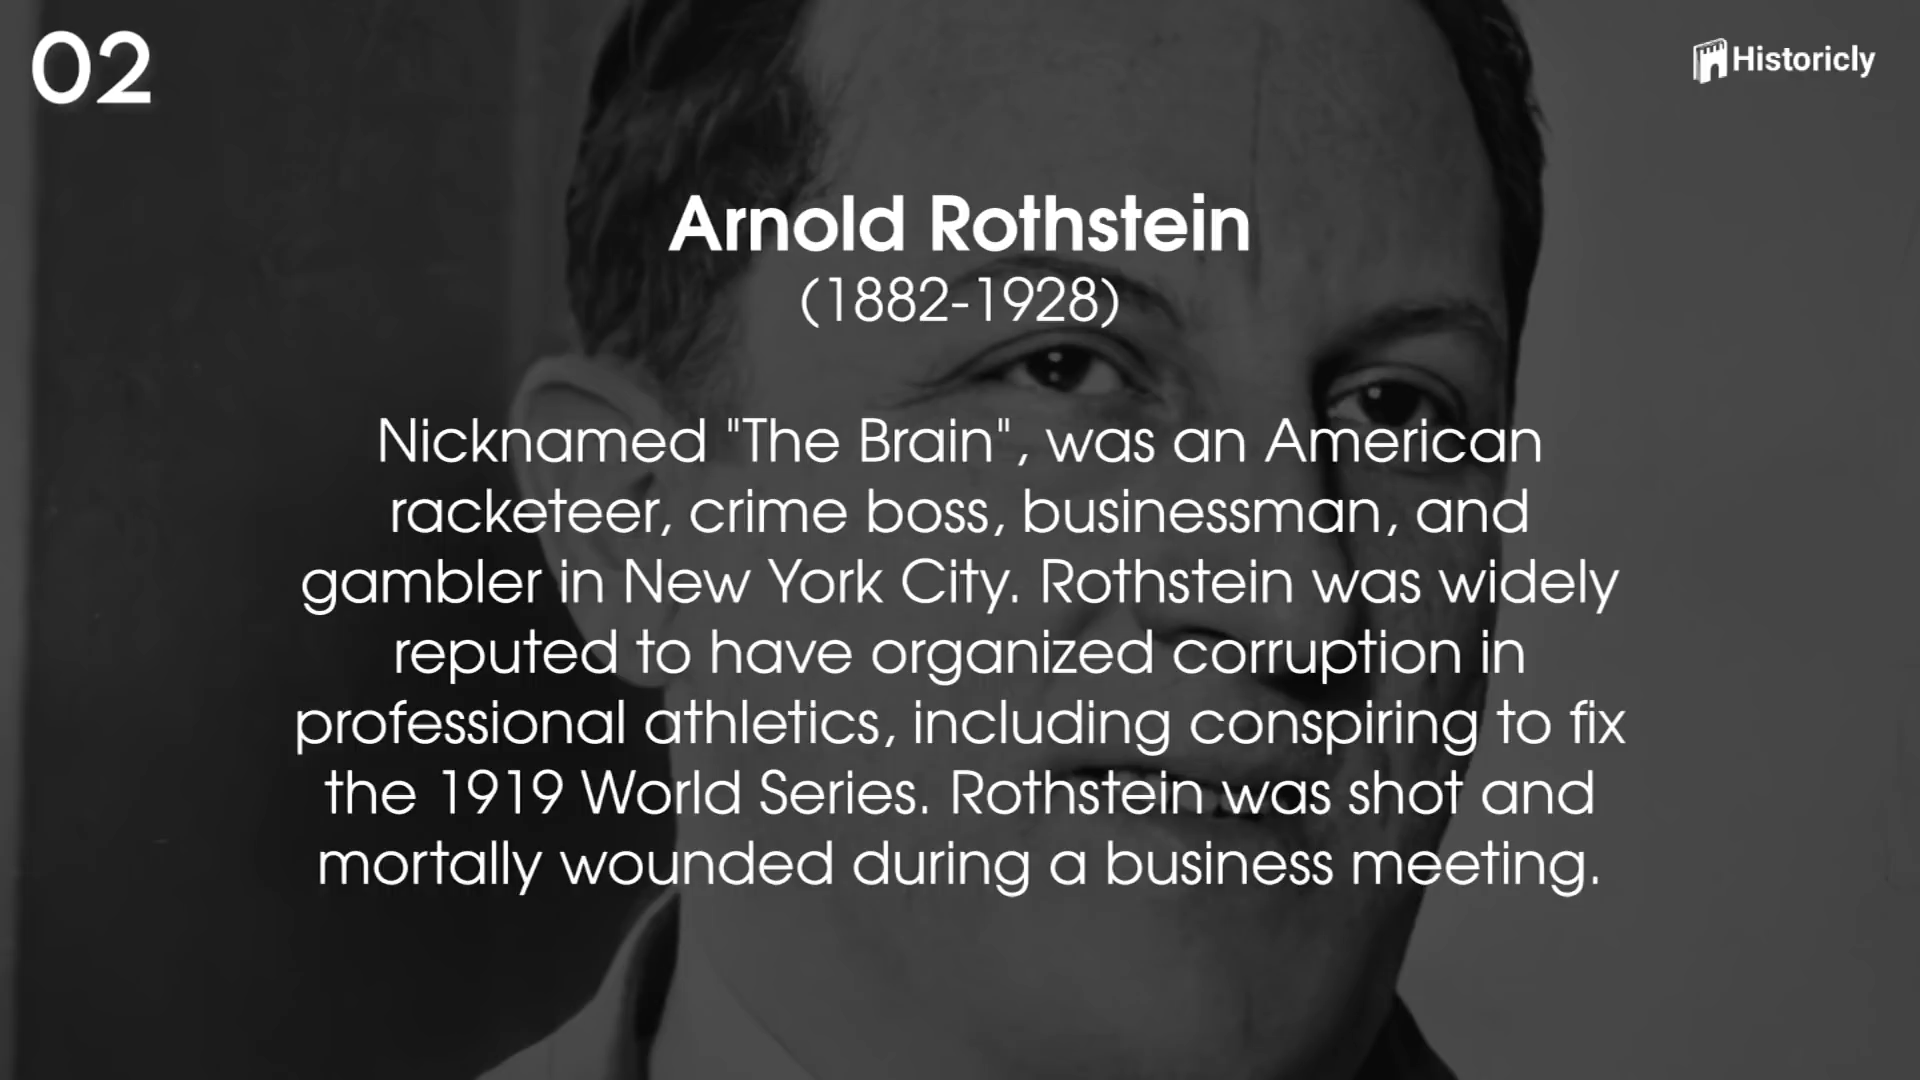 02
Historicly
Arnold Rothstein
(1882-1928)
Nicknamed "The Brain", was an American
racketeer, crime boss, businessman, and
gambler in New York City. Rothstein was widely
reputed to have organized corruption in
professional athletics, including conspiring to fix
the 1919 World Series. Rothstein was shot and
mortally wounded during a business meeting.